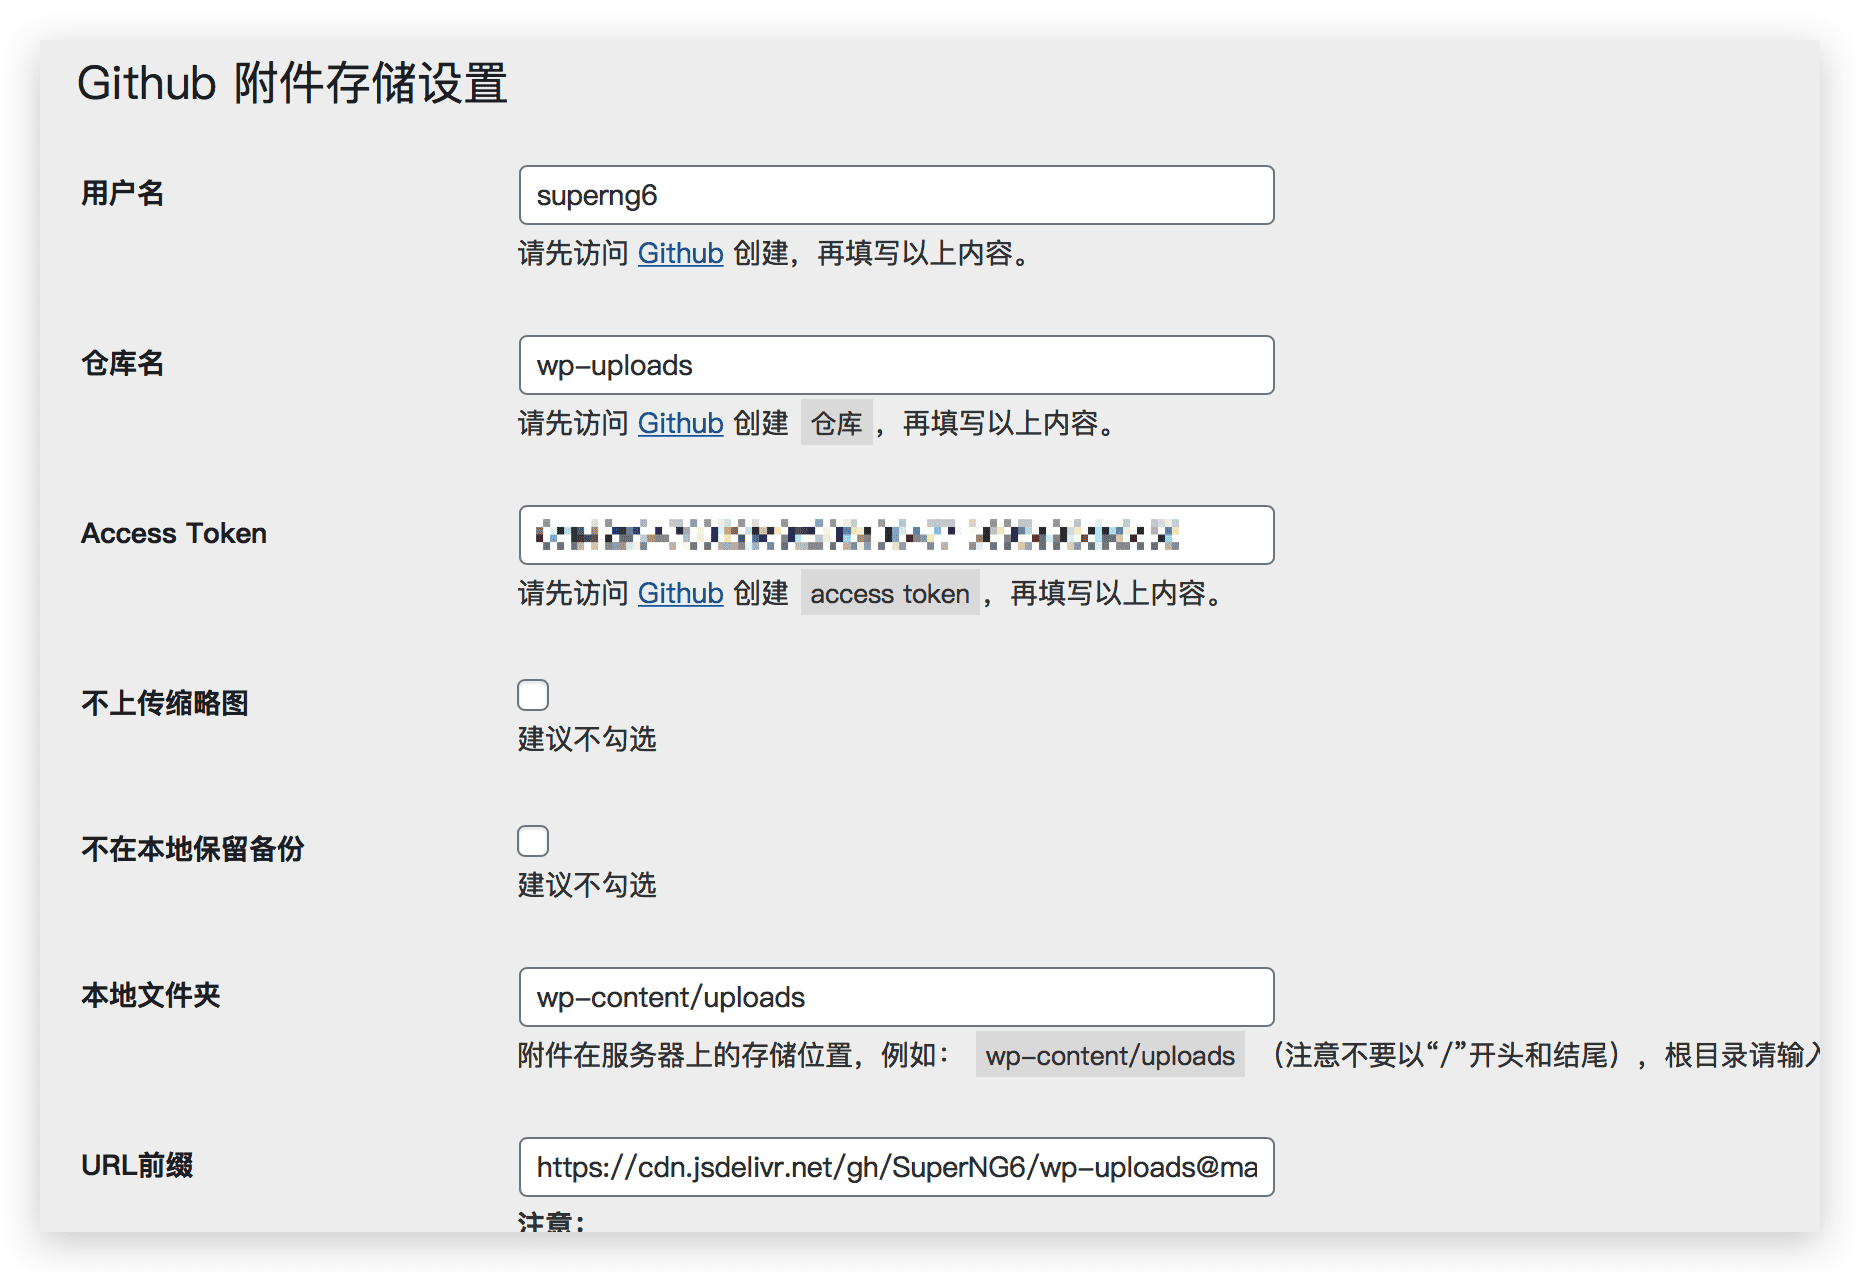 Github 附件存储设置
用户名
superng6
请先访问 Github 创建，再填写以上内容。
仓库名
wp-uploads
请先访问 Github 创建 仓库 ，再填写以上内容。
Access Token
请先访问 Github 创建 access token ，再填写以上内容。
不上传缩略图
建议不勾选
不在本地保留备份
建议不勾选
本地文件夹
wp-content/uploads
附件在服务器上的存储位置，例如： wp-content/uploads （注意不要以“/”开头和结尾），根目录请输入
URL前缀
https://cdn.jsdelivr.net/gh/SuperNG6/wp-uploads@ma
注意：